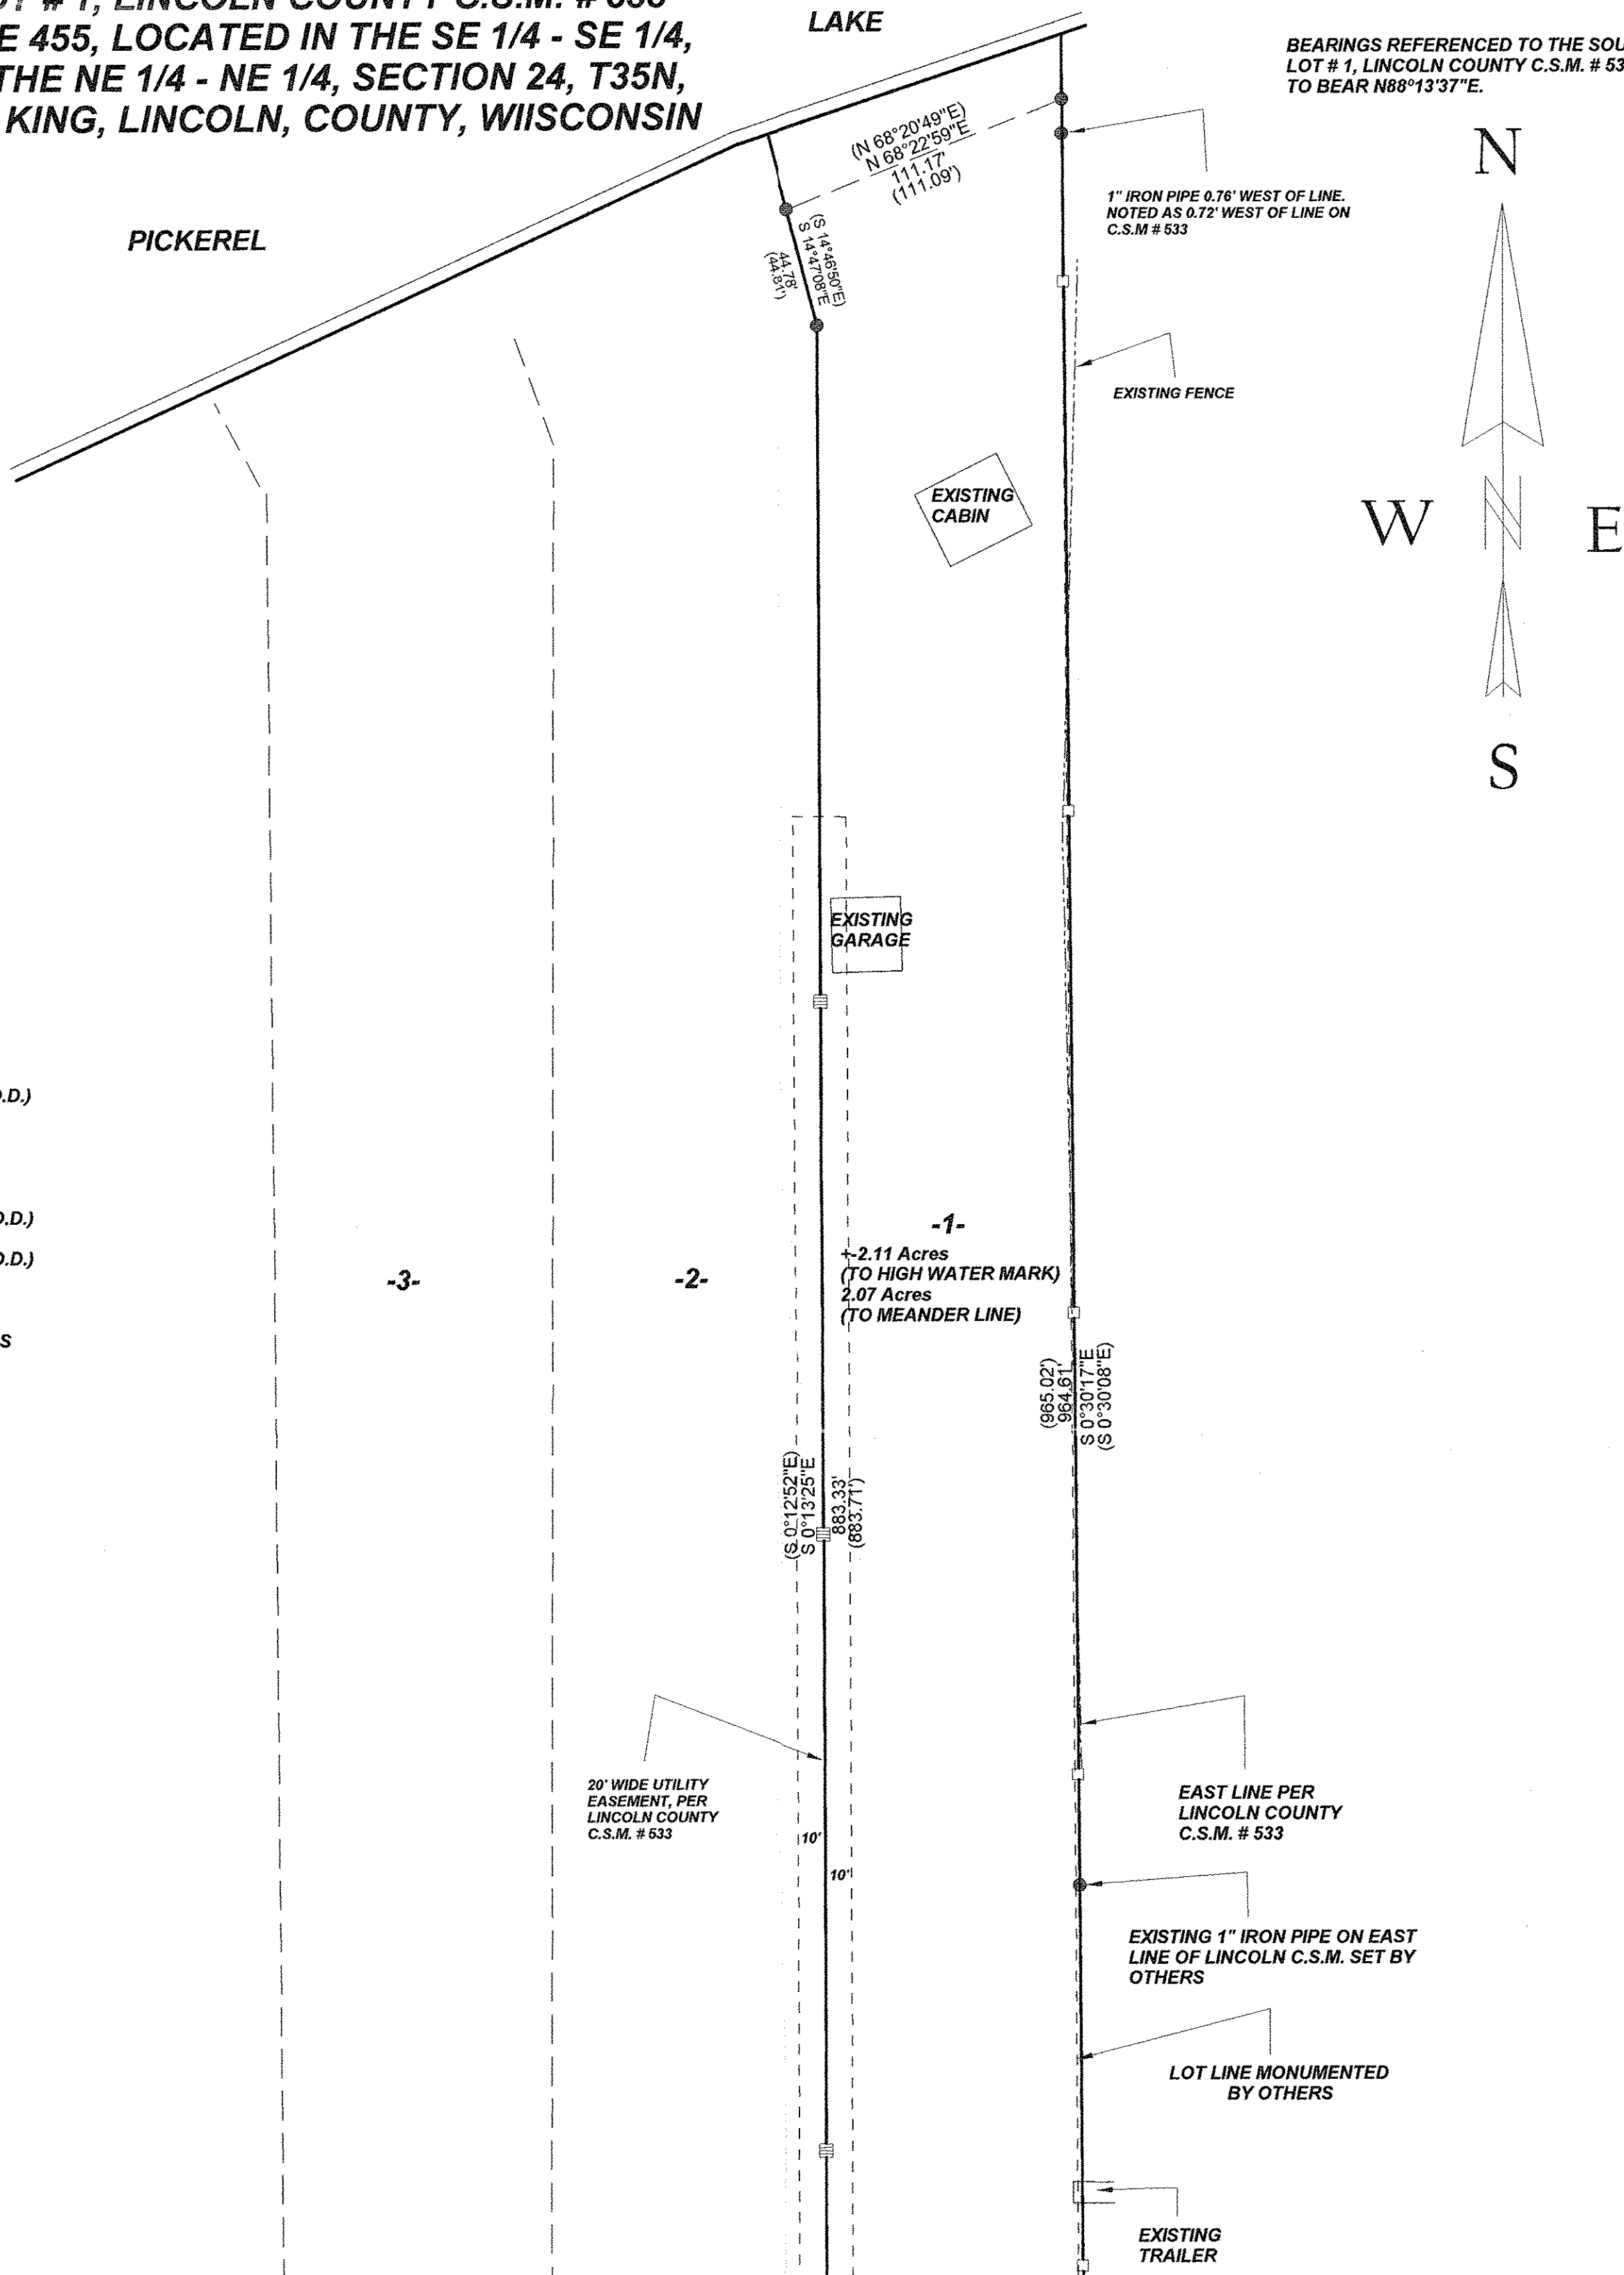 # 1, LINCOLN COUNTY C.S.M. # 533
E 455, LOCATED IN THE SE 1/4 - SE 1/4,
THE NE 1/4 - NE 1/4, SECTION 24, T35N,
KING, LINCOLN, COUNTY, WIISCONSIN
LAKE
BEARINGS REFERENCED TO THE SOU
LOT # 1, LINCOLN COUNTY C.S.M. # 53
TO BEAR N88°13'37"E.
PICKEREL
(N 68°20'49"E)
N 68°22'59"E
111.17'
(111.09')
1" IRON PIPE 0.76' WEST OF LINE.
NOTED AS 0.72' WEST OF LINE ON
C.S.M # 533
N
(S 14°46'50"E)
S 14°47'08"E
44.78'
(44.81')
EXISTING FENCE
EXISTING
CABIN
W
E
S
EXISTING
GARAGE
.D.)
O.D.)
O.D.)
S
-3-
-2-
-1-
+-2.11 Acres
(TO HIGH WATER MARK)
2.07 Acres
(TO MEANDER LINE)
(965.02')
964.61'
S 0°30'17"E
(S 0°30'08"E)
(S 0°12'52"E)
S 0°13'25"E
883.33'
(883.71')
20' WIDE UTILITY
EASEMENT, PER
LINCOLN COUNTY
C.S.M. # 533
10'
10'
EAST LINE PER
LINCOLN COUNTY
C.S.M. # 533
EXISTING 1" IRON PIPE ON EAST
LINE OF LINCOLN C.S.M. SET BY
OTHERS
LOT LINE MONUMENTED
BY OTHERS
EXISTING
TRAILER